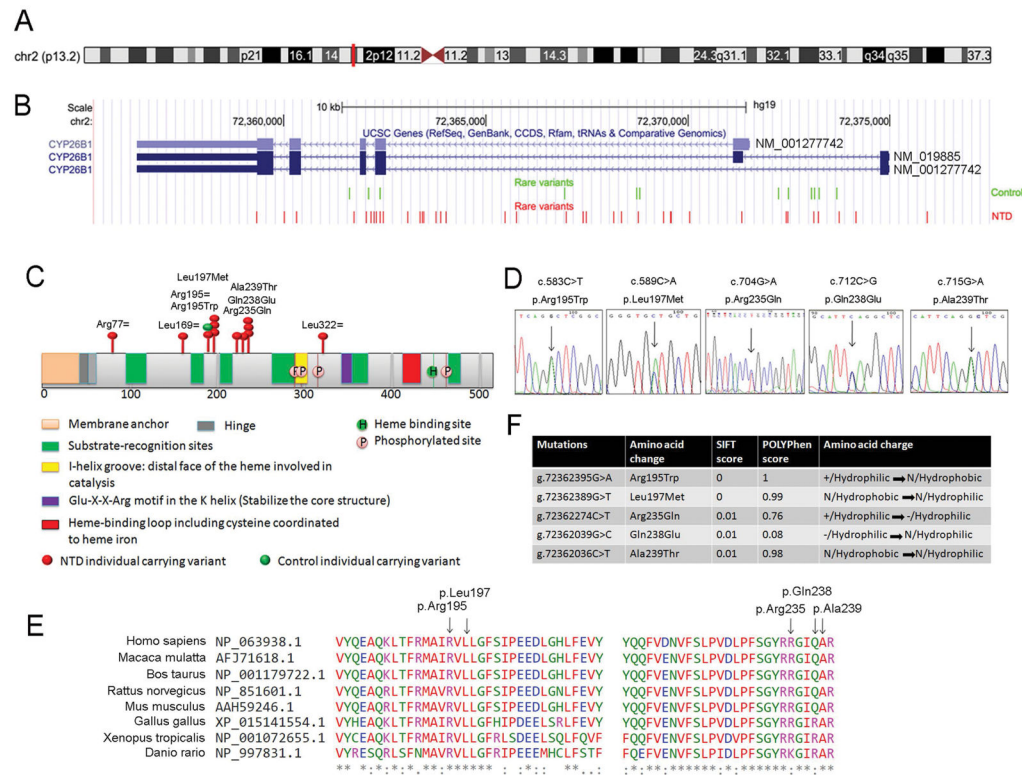 A
chr2 (p13.2) p21 16.1 14 2p12 11.2 11.2 13 14.3 24.3 q31.1 32.1 33.1 q34 q35 37.3
B
Scale 10 kb hg19
chr2: 72,360,000 72,365,000 72,370,000 72,375,000
UCSC Genes (RefSeq, GenBank, CCDS, Rfam, tRNAs & Comparative Genomics)
CYP26B1 NM_001277742
CYP26B1 NM_019885
CYP26B1 NM_001277742
Rare variants Control
Rare variants NTD
C
Leu197Met
Arg195= Ala239Thr
Arg195Trp Gln238Glu
Arg77= Leu169= Arg235Gln Leu322=
P P P H P
0 100 200 300 400 500
Membrane anchor Hinge Heme binding site
Substrate-recognition sites Phosphorylated site
I-helix groove: distal face of the heme involved in
catalysis
Glu-X-X-Arg motif in the K helix (Stabilize the core structure)
Heme-binding loop including cysteine coordinated
to heme iron
NTD individual carrying variant Control individual carrying variant
D
c.583C>T c.589C>A c.704G>A c.712C>G c.715G>A
p.Arg195Trp p.Leu197Met p.Arg235Gln p.Gln238Glu p.Ala239Thr
F
Mutations Amino acid change SIFT score POLYPhen score Amino acid charge
g.72362395G>A Arg195Trp 0 1 +/Hydrophilic ➡ N/Hydrophobic
g.72362389G>T Leu197Met 0 0.99 N/Hydrophobic ➡ N/Hydrophilic
g.72362274C>T Arg235Gln 0.01 0.76 +/Hydrophilic ➡ -/Hydrophilic
g.72362039G>C Gln238Glu 0.01 0.08 -/Hydrophilic ➡ N/Hydrophilic
g.72362036C>T Ala239Thr 0.01 0.98 N/Hydrophobic ➡ N/Hydrophilic
E
p.Leu197 p.Gln238
p.Arg195 p.Arg235 p.Ala239
Homo sapiens NP_063938.1 VYQEAQKLTFRMAIRVLLGFSIPEEDLGHLFEVY YQQFVDNVFSLPVDLPFSGYRRGIQAR
Macaca mulatta AFJ71618.1 VYQEAQKLTFRMAIRVLLGFSIPEEDLGHLFEVY YQQFVENVFSLPVDLPFSGYRRGIQAR
Bos taurus NP_001179722.1 VYQEAQKLTFRMAIRVLLGFSIPEEDLGHLFEVY YQQFVENVFSLPVDLPFSGYRRGIQAR
Rattus norvegicus NP_851601.1 VYQEAQRLTFRMAIRVLLGFSIPEEDLGHLFEVY YQQFVENVFSLPVDLPFSGYRRGIQAR
Mus musculus AAH59246.1 VYQEAQRLTFRMAVRVLLGFSIPEEDLGHLFEVY YQQFVENVFSLPVDLPFSGYRRGIQAR
Gallus gallus XP_015141554.1 VYHEAQKLTFRMAIRVLLGFHIPDEELSRLFEVY YQQFVENVFSLPVDLPFSGYRRGIRAR
Xenopus tropicalis NP_001072655.1 VYCEAQKLTFRMAIRVLLGFRLSDEELSQLFQVF FQQFVENVFSLPIDLPFSGYRRGIRAR
Danio rario NP_997831.1 VYRESQRLSFNMAVRVLLGFRIPEEEMHCLFSTF FQEFVENVFSLPVDLPFSGYRKGIRAR